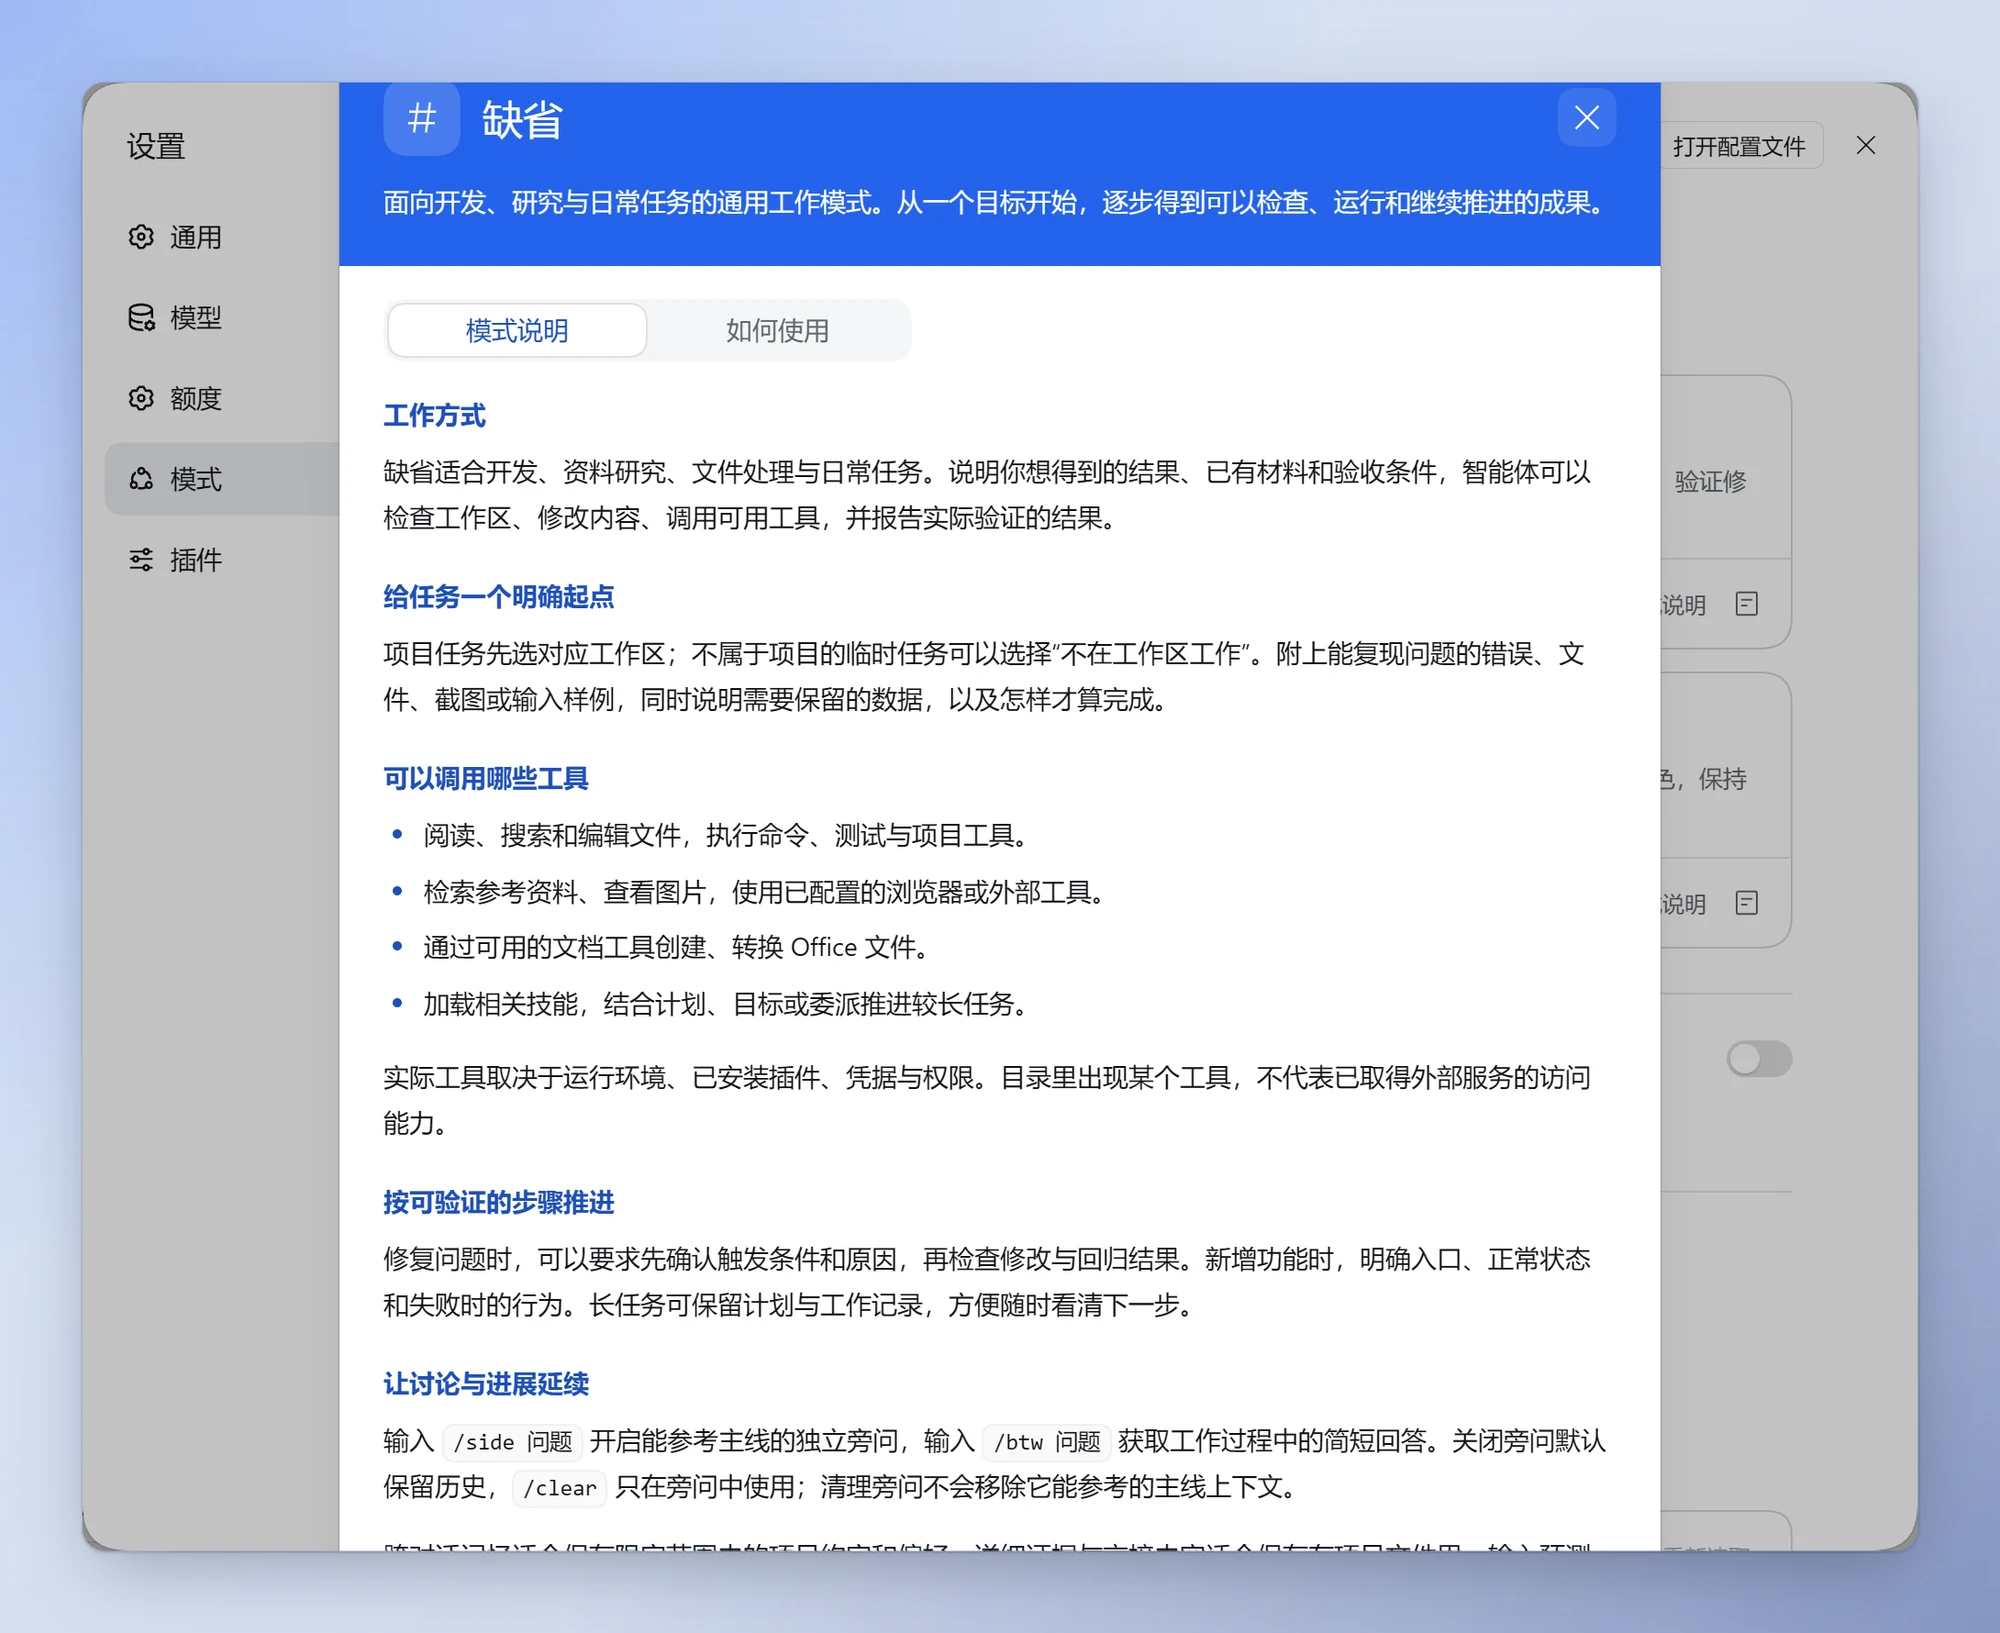 设置
通用
模型
额度
模式
插件
# 缺省
面向开发、研究与日常任务的通用工作模式。从一个目标开始，逐步得到可以检查、运行和继续推进的成果。
模式说明
如何使用
工作方式
缺省适合开发、资料研究、文件处理与日常任务。说明你想得到的结果、已有材料和验收条件，智能体可以
检查工作区、修改内容、调用可用工具，并报告实际验证的结果。
给任务一个明确起点
项目任务先选对应工作区；不属于项目的临时任务可以选择“不在工作区工作”。附上能复现问题的错误、文
件、截图或输入样例，同时说明需要保留的数据，以及怎样才算完成。
可以调用哪些工具
• 阅读、搜索和编辑文件，执行命令、测试与项目工具。
• 检索参考资料、查看图片，使用已配置的浏览器或外部工具。
• 通过可用的文档工具创建、转换 Office 文件。
• 加载相关技能，结合计划、目标或委派推进较长任务。
实际工具取决于运行环境、已安装插件、凭据与权限。目录里出现某个工具，不代表已取得外部服务的访问
能力。
按可验证的步骤推进
修复问题时，可以要求先确认触发条件和原因，再检查修改与回归结果。新增功能时，明确入口、正常状态
和失败时的行为。长任务可保留计划与工作记录，方便随时看清下一步。
让讨论与进展延续
输入 /side 问题 开启能参考主线的独立旁问，输入 /btw 问题 获取工作过程中的简短回答。关闭旁问默认
保留历史， /clear 只在旁问中使用；清理旁问不会移除它能参考的主线上下文。
打开配置文件
验证修
说明
色，保持
说明